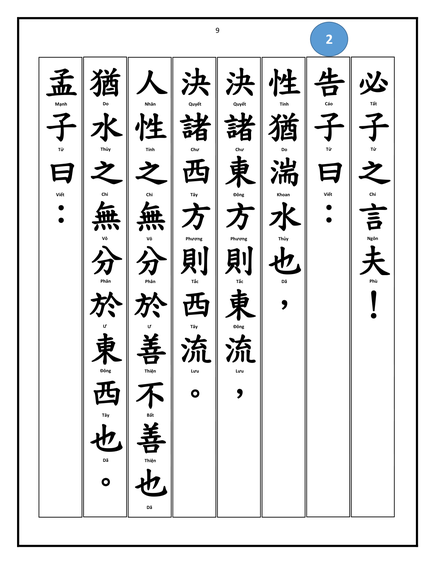 9
2
必子之言夫！
Tất Tử Chi Ngôn Phù
告子曰：
Cáo Tử Viết
性猶湍水也，
Tính Do Khoan Thủy Dã
決諸東方則東流，
Quyết Chư Đông Phương Tắc Đông Lưu
決諸西方則西流。
Quyết Chư Tây Phương Tắc Tây Lưu
人性之無分於善不善也
Nhân Tính Chi Vô Phân Ư Thiện Bất Thiện Dã
猶水之無分於東西也。
Do Thủy Chi Vô Phân Ư Đông Tây Dã
孟子曰：
Mạnh Tử Viết